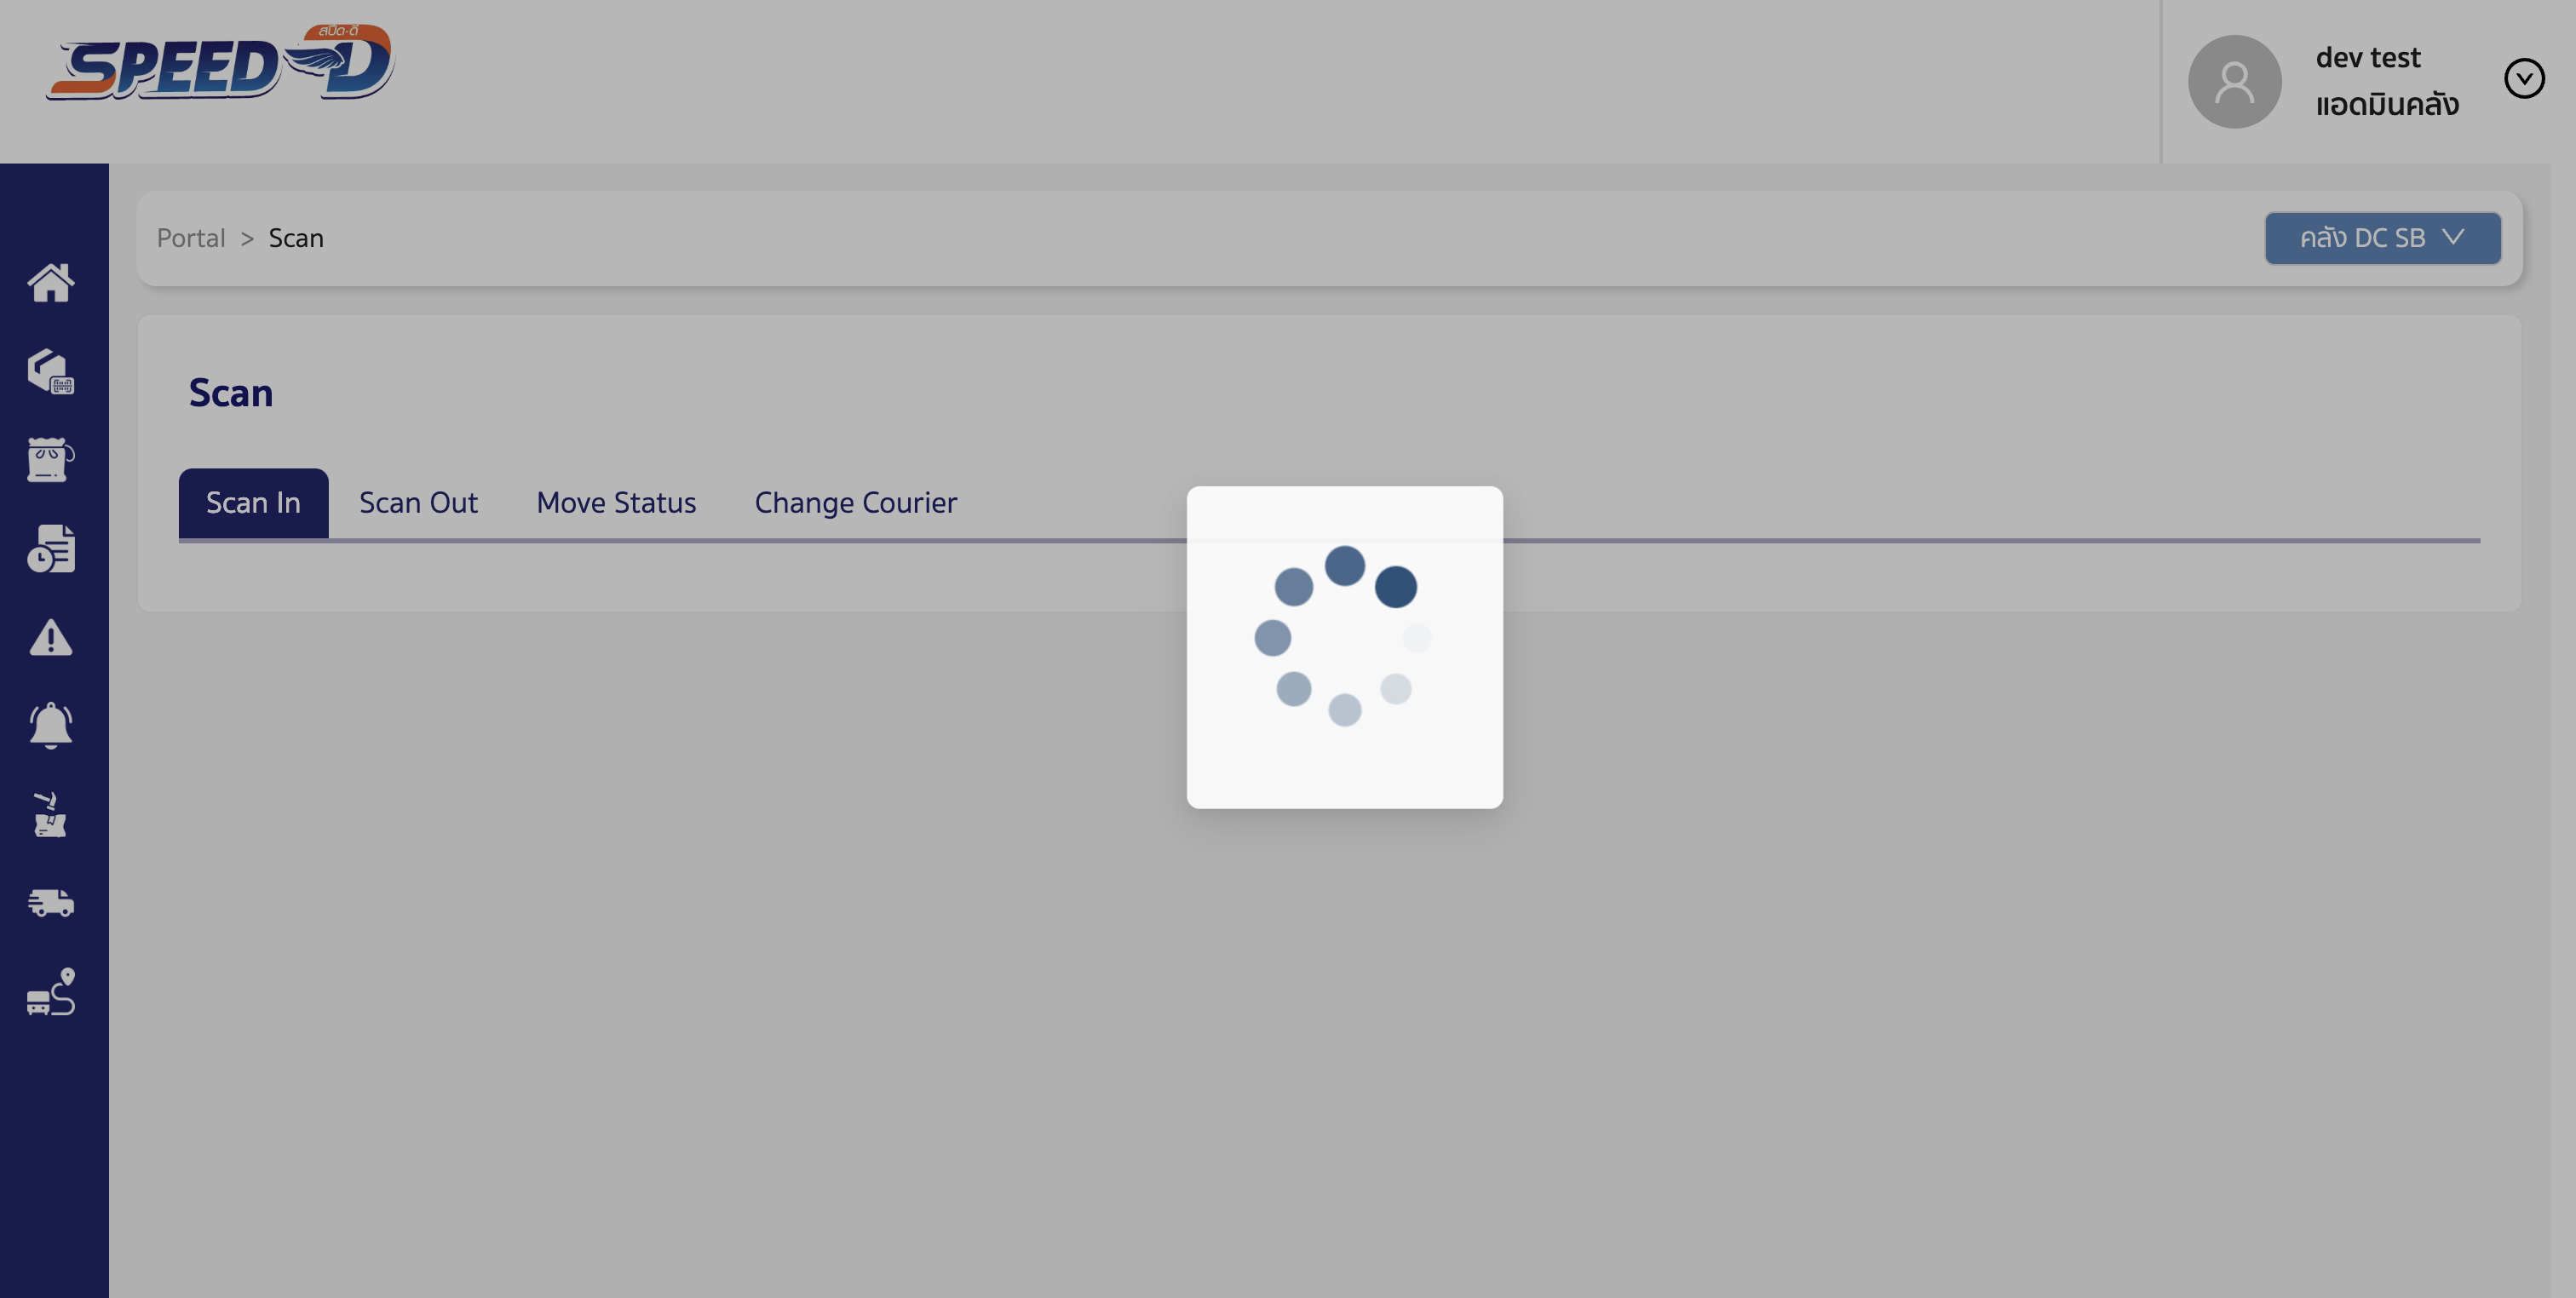 สปีด-ดี
SPEED D
dev test
แอดมินคลัง
Portal > Scan
คลัง DC SB
Scan
Scan In
Scan Out
Move Status
Change Courier